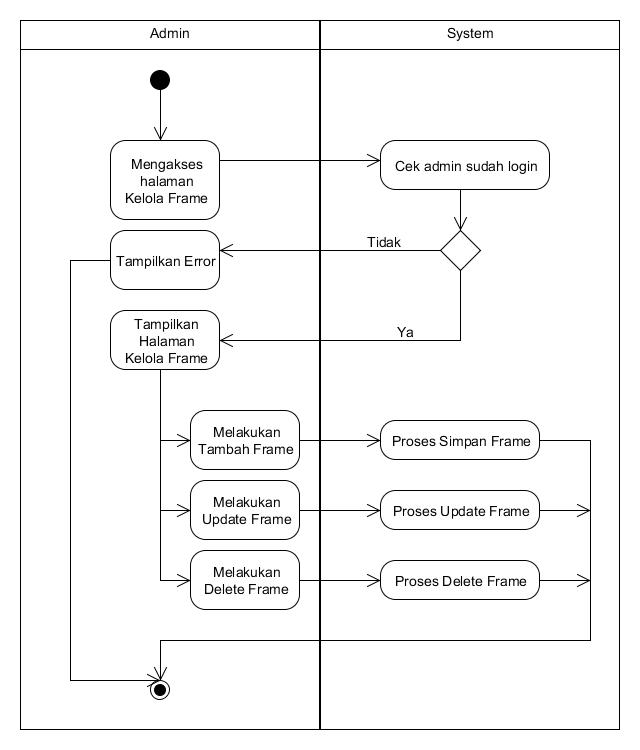 Admin
System
Mengakses
halaman
Kelola Frame
Cek admin sudah login
Tidak
Tampilkan Error
Tampilkan
Halaman
Kelola Frame
Ya
Melakukan
Tambah Frame
Proses Simpan Frame
Melakukan
Update Frame
Proses Update Frame
Melakukan
Delete Frame
Proses Delete Frame